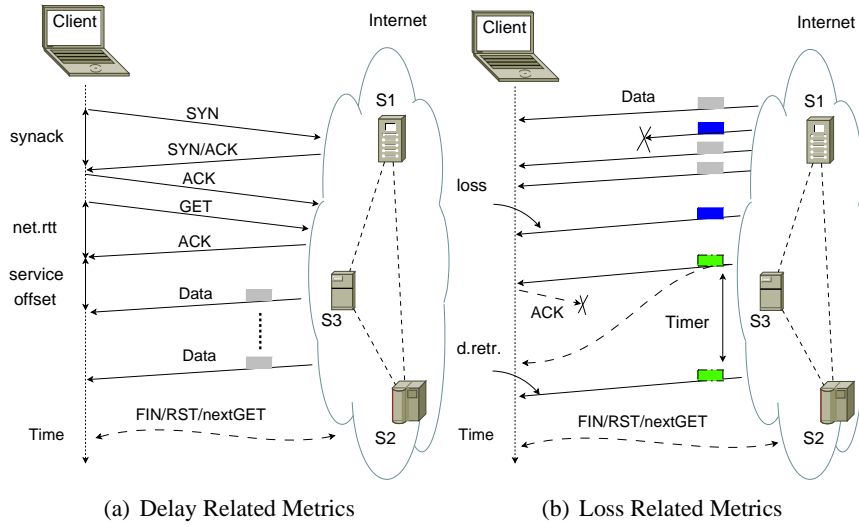 Client
Internet
S1
SYN
synack
SYN/ACK
ACK
GET
net.rtt
ACK
service
offset
Data
S3
Data
FIN/RST/nextGET
S2
Time
(a) Delay Related Metrics
Client
Internet
Data
S1
loss
ACK
Timer
S3
d.retr.
FIN/RST/nextGET
S2
Time
(b) Loss Related Metrics